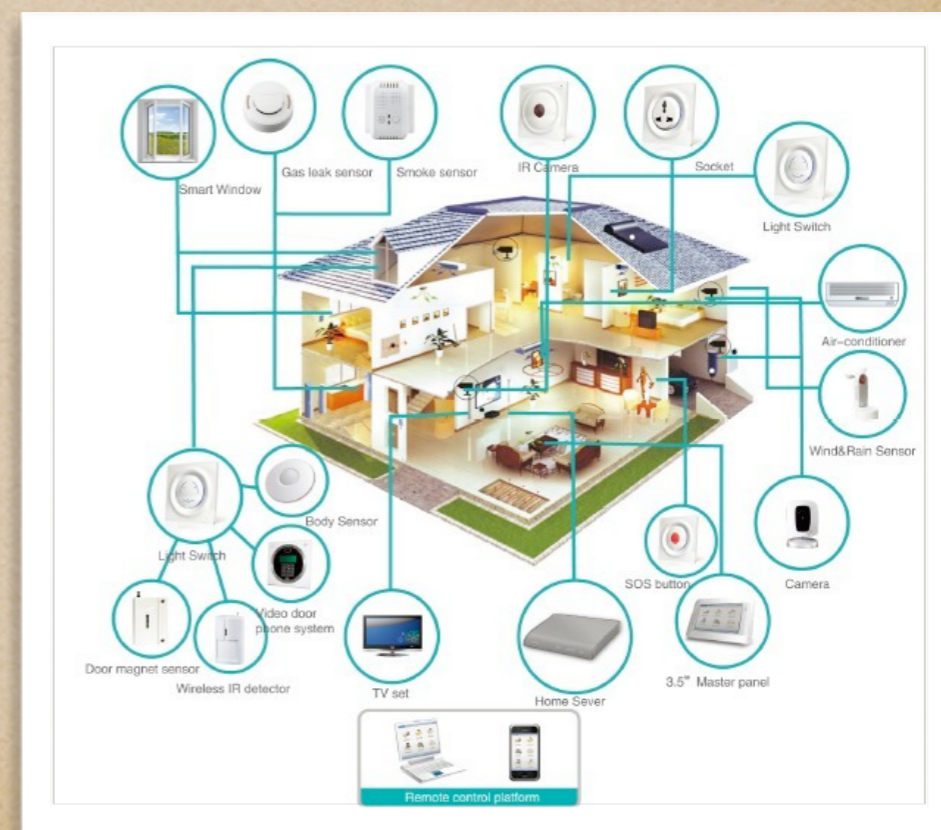 Smart Window
Gas leak sensor
Smoke sensor
IR Camera
Socket
Light Switch
Air-conditioner
Wind&Rain Sensor
Body Sensor
Light Switch
Video door
phone system
SOS button
Camera
Door magnet sensor
Wireless IR detector
TV set
Home Sever
3.5" Master panel
Remote control platform